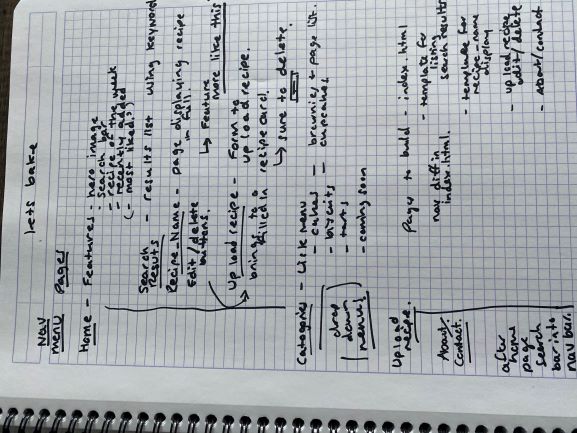 lets bake
Nav
menu Pages
Home - Features - hero image
- search bar
- recipe of the week
- recently added
(- most liked?)
Search
Resuts - results list using keyword
Recipe_Name - page displaying recipe
in full.
Edit/delete
buttons.
↳ Feature
more like this
Upload recipe - Form to
upload recipe.
brings to a
filled in recipe card.
↳ sure to delete.
Catagories - List menu
- cakes - brownies + page list.
- biscuits - cupcakes
- tarts
- coming soon
drop
down
menu!
Upload
recipe.
About/
Contact.
after
home
page
search
bar into
nav bar.
Pages to build - index.html
nav diff in
index.html.
- template for
listing
search results
- template for
recipe_name
display
- upload recipe
edit/delete
- About/contact